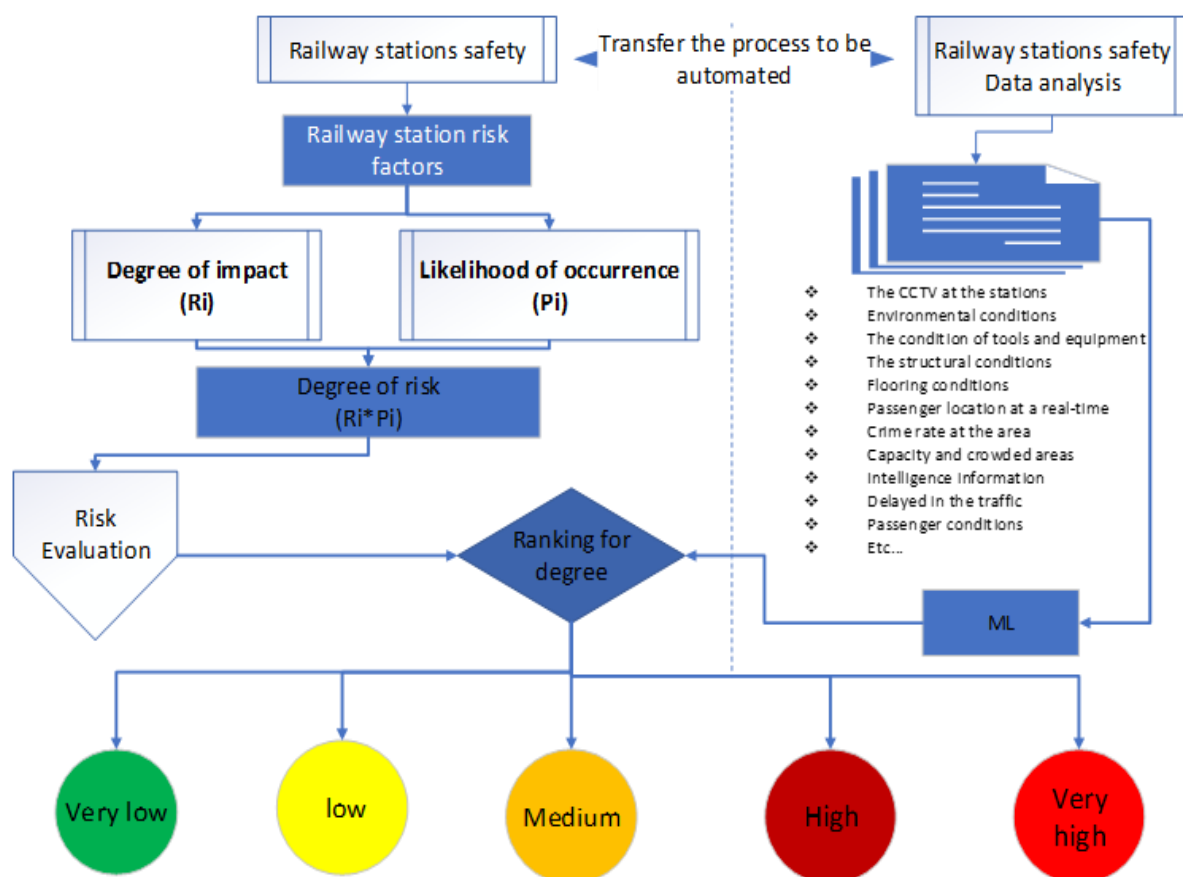 Railway stations safety
Transfer the process to be
automated
Railway stations safety
Data analysis
Railway station risk
factors
Degree of impact
(Ri)
Likelihood of occurrence
(Pi)
Degree of risk
(Ri*Pi)
Risk
Evaluation
Ranking for
degree
❖ The CCTV at the stations
❖ Environmental conditions
❖ The condition of tools and equipment
❖ The structural conditions
❖ Flooring conditions
❖ Passenger location at a real-time
❖ Crime rate at the area
❖ Capacity and crowded areas
❖ Intelligence Information
❖ Delayed in the traffic
❖ Passenger conditions
❖ Etc...
ML
Very low
low
Medium
High
Very
high